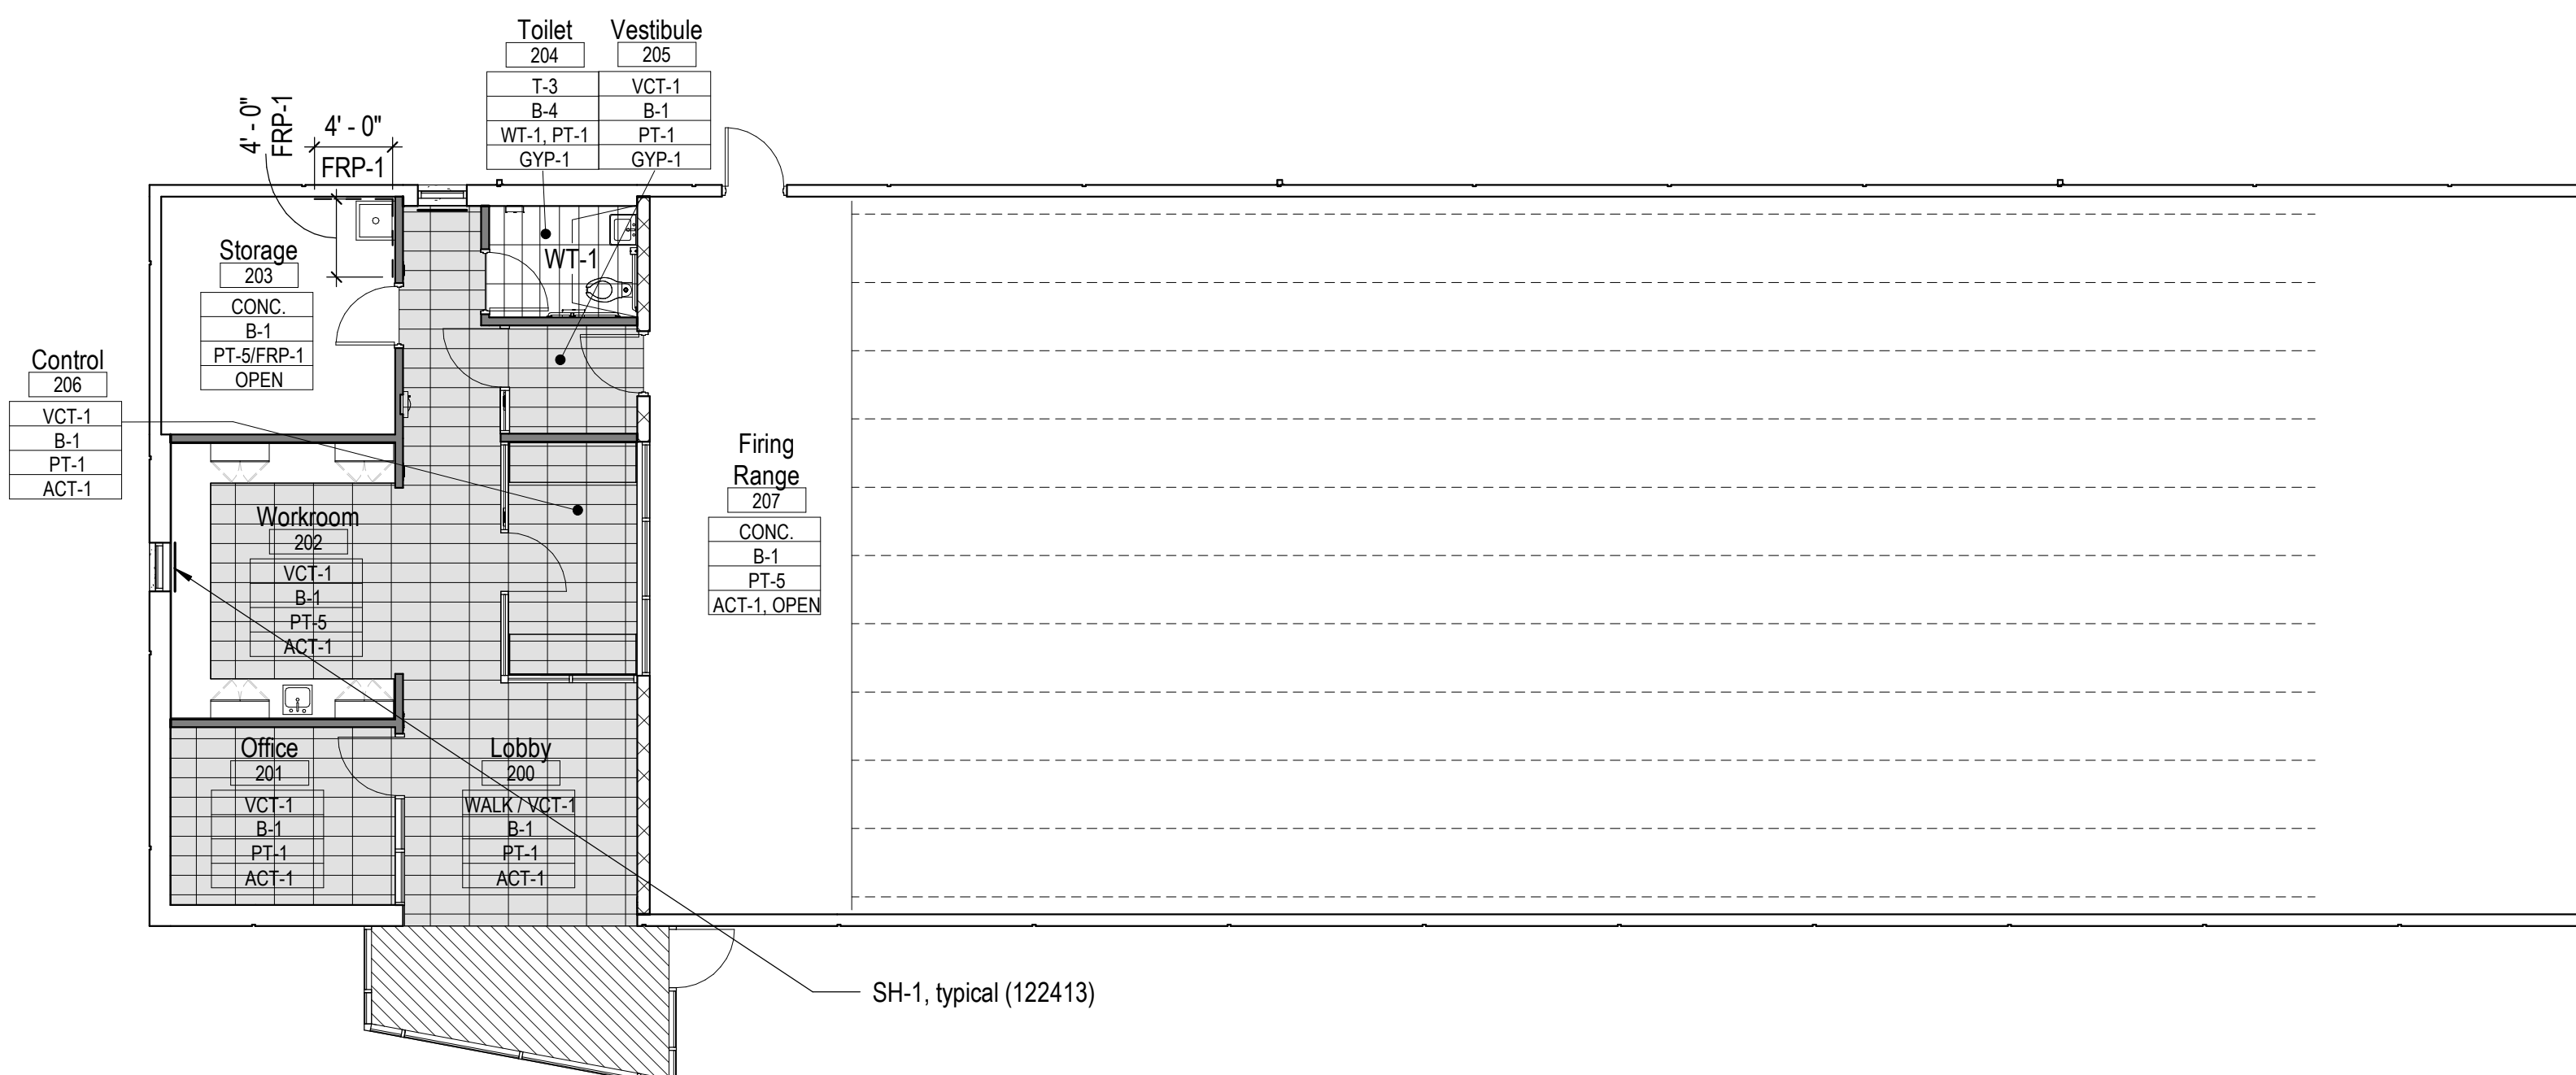 Toilet
204
T-3
B-4
WT-1, PT-1
GYP-1
Vestibule
205
VCT-1
B-1
PT-1
GYP-1
4' - 0"
FRP-1
4' - 0"
FRP-1
WT-1
Storage
203
CONC.
B-1
PT-5/FRP-1
OPEN
Control
206
VCT-1
B-1
PT-1
ACT-1
Firing
Range
207
CONC.
B-1
PT-5
ACT-1, OPEN
Workroom
202
VCT-1
B-1
PT-5
ACT-1
Office
201
VCT-1
B-1
PT-1
ACT-1
Lobby
200
WALK / VCT-1
B-1
PT-1
ACT-1
SH-1, typical (122413)